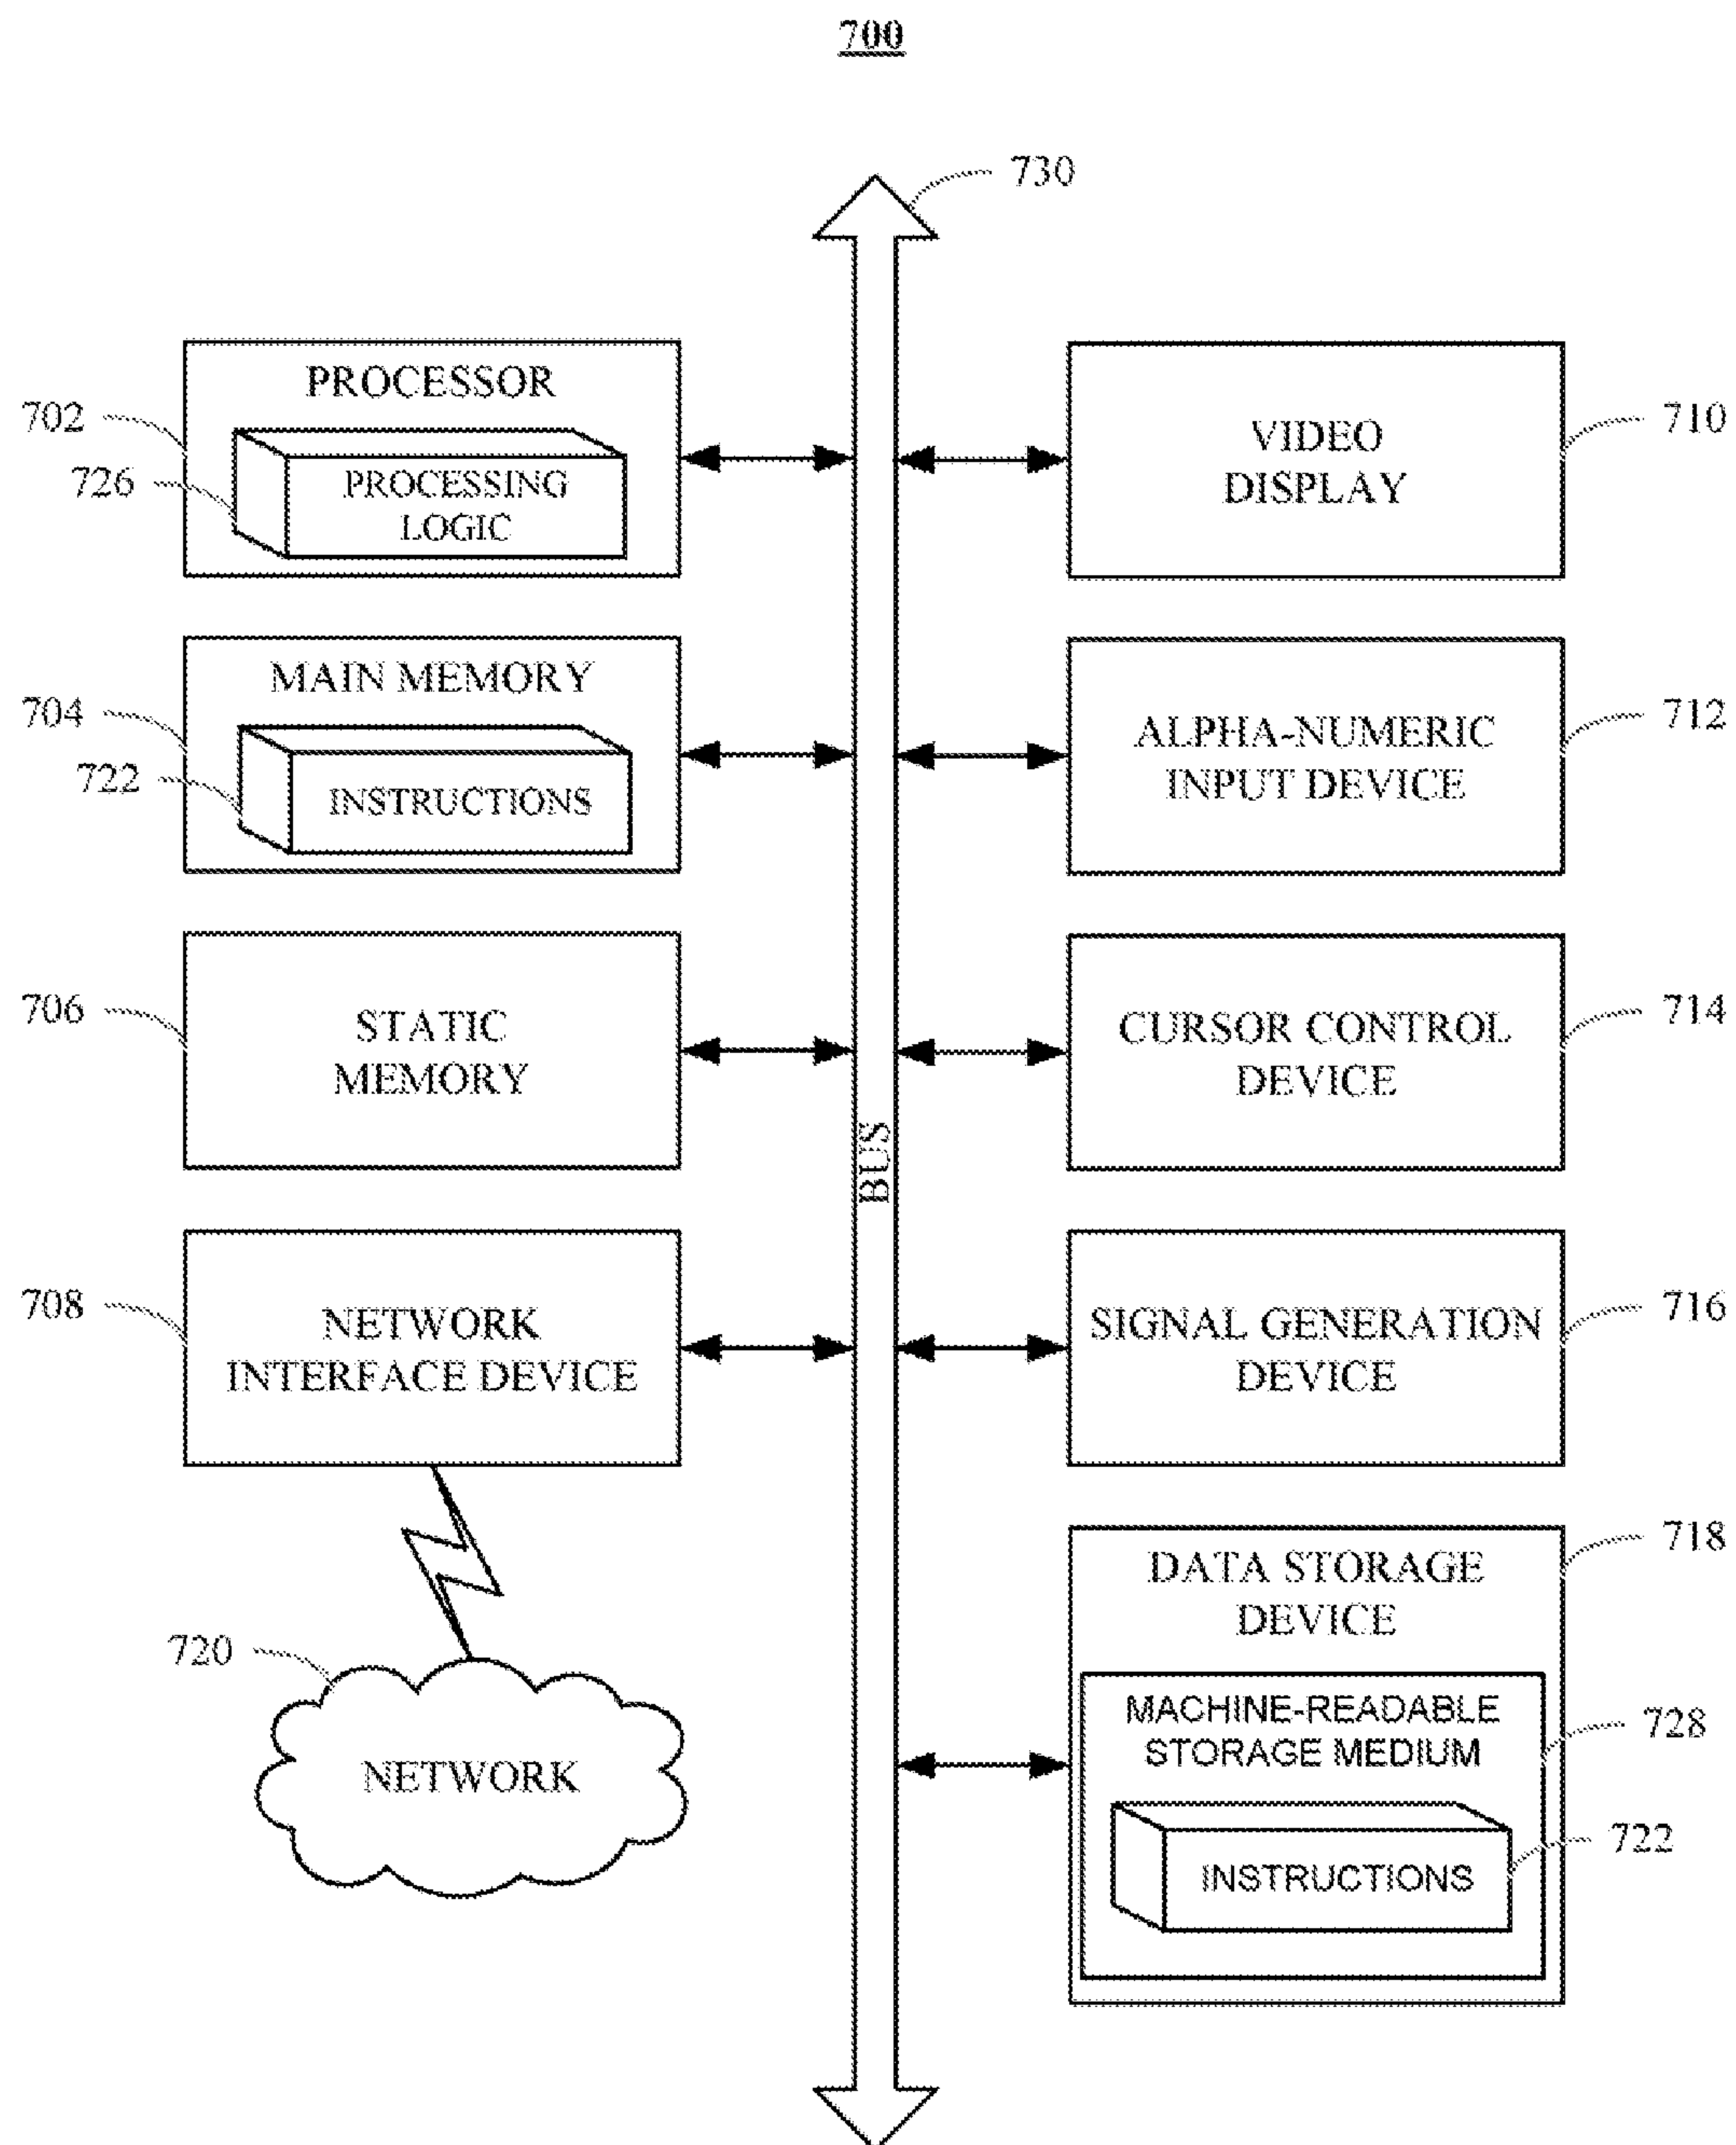 700
730
PROCESSOR
702
726
PROCESSING
LOGIC
VIDEO
DISPLAY
710
MAIN MEMORY
704
722
INSTRUCTIONS
ALPHA-NUMERIC
INPUT DEVICE
712
706
STATIC
MEMORY
CURSOR CONTROL
DEVICE
714
BUS
708
NETWORK
INTERFACE DEVICE
SIGNAL GENERATION
DEVICE
716
720
NETWORK
DATA STORAGE
DEVICE
718
MACHINE-READABLE
STORAGE MEDIUM
728
INSTRUCTIONS
722